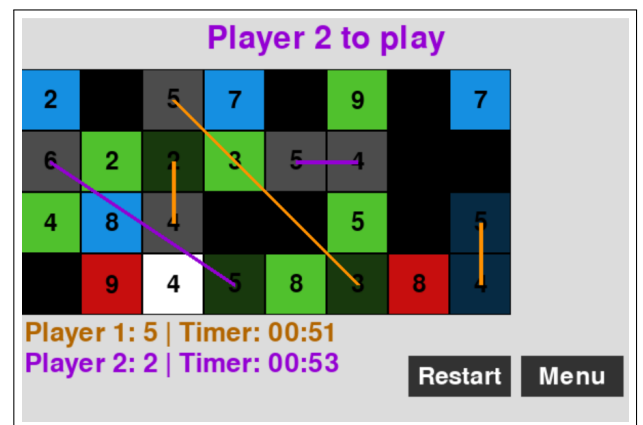 Player 2 to play
2 5 7 9 7
6 2 2 3 5 4
4 8 4 5 5
9 4 5 8 3 8 4
Player 1: 5 | Timer: 00:51
Player 2: 2 | Timer: 00:53
Restart Menu